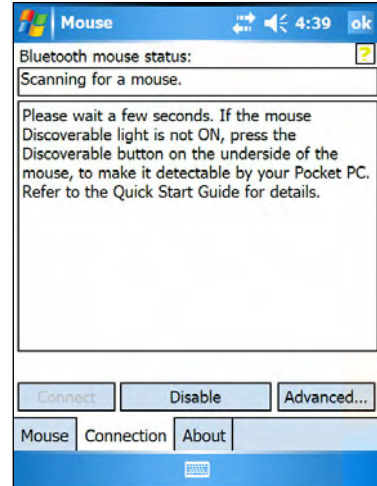 Mouse 4:39 ok
Bluetooth mouse status: ?
Scanning for a mouse.
Please wait a few seconds. If the mouse
Discoverable light is not ON, press the
Discoverable button on the underside of the
mouse, to make it detectable by your Pocket PC.
Refer to the Quick Start Guide for details.
Connect Disable Advanced...
Mouse Connection About